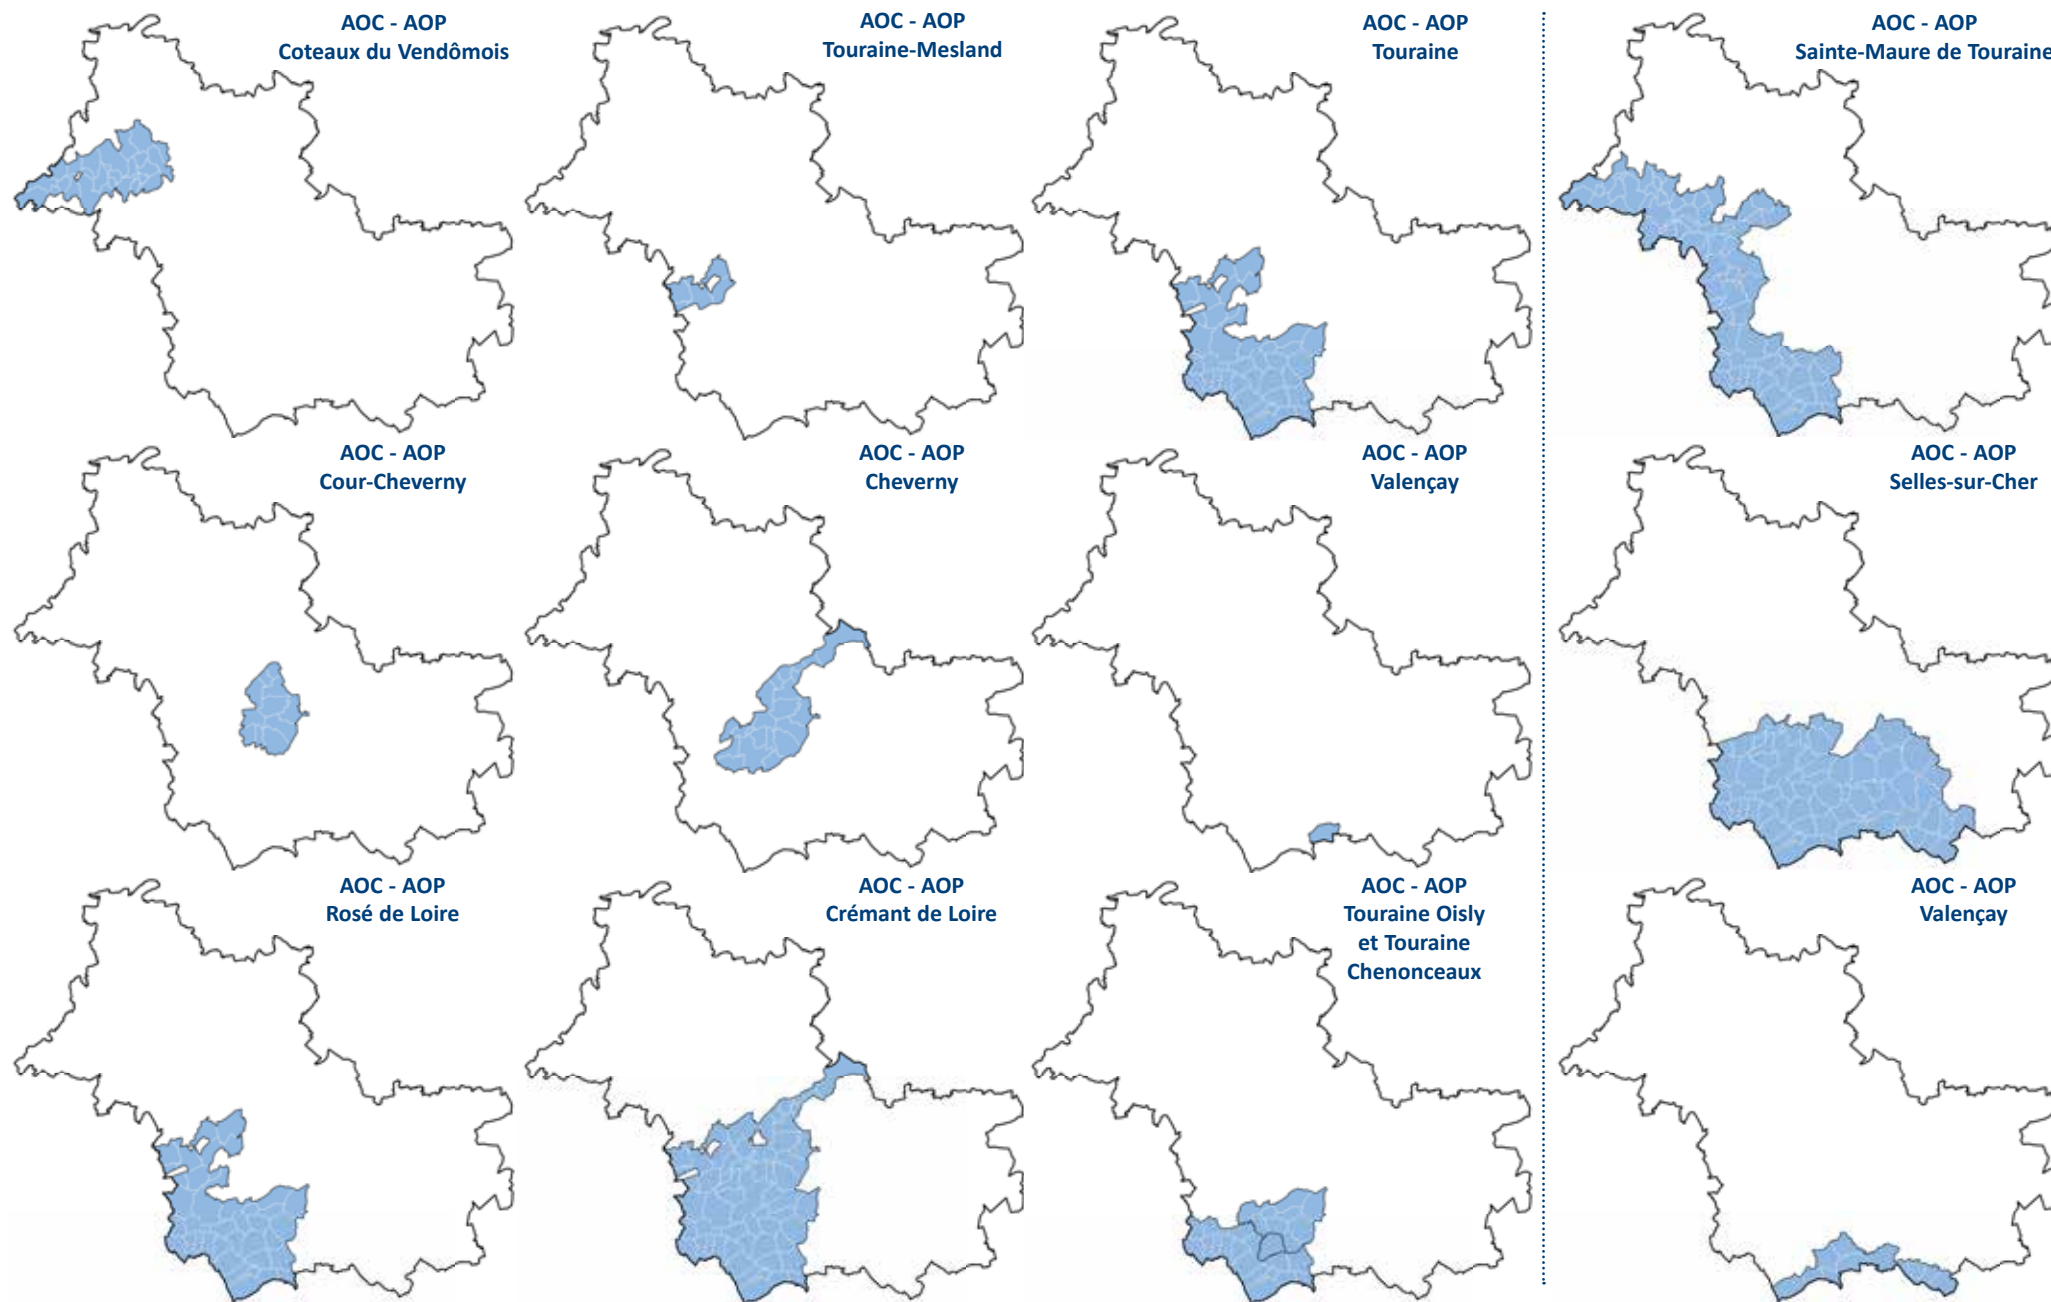 AOC - AOP
Coteaux du Vendômois
AOC - AOP
Touraine-Mesland
AOC - AOP
Touraine
AOC - AOP
Sainte-Maure de Touraine
AOC - AOP
Cour-Cheverny
AOC - AOP
Cheverny
AOC - AOP
Valençay
AOC - AOP
Selles-sur-Cher
AOC - AOP
Rosé de Loire
AOC - AOP
Crémant de Loire
AOC - AOP
Touraine Oisly
et Touraine
Chenonceaux
AOC - AOP
Valençay